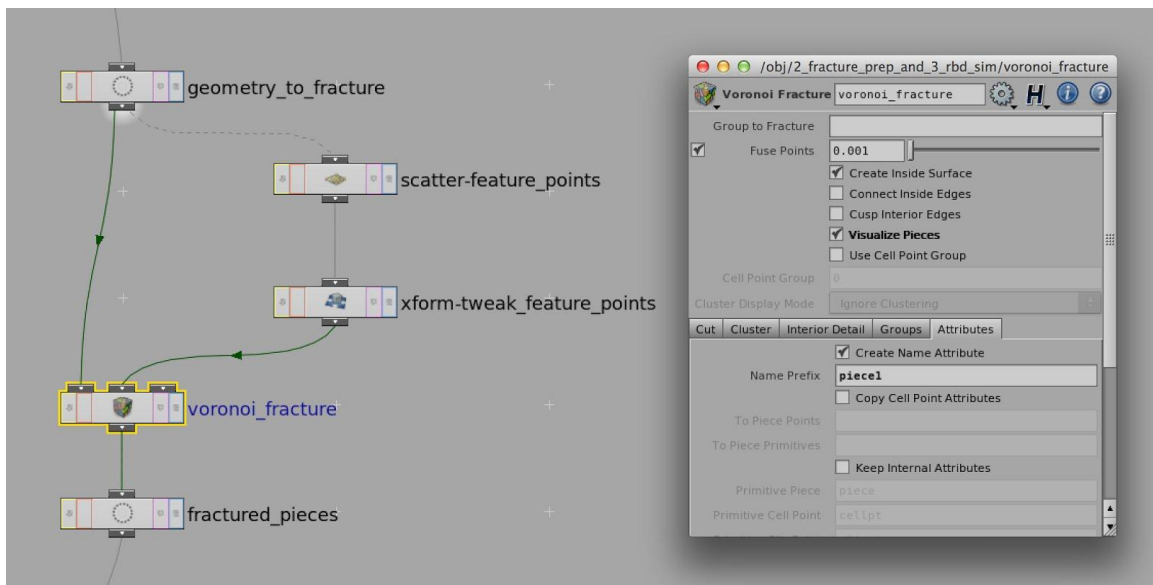 geometry_to_fracture
scatter-feature_points
xform-tweak_feature_points
voronoi_fracture
fractured_pieces
/obj/2_fracture_prep_and_3_rbd_sim/voronoi_fracture
Voronoi Fracture voronoi_fracture
Group to Fracture
Fuse Points 0.001
Create Inside Surface
Connect Inside Edges
Cusp Interior Edges
Visualize Pieces
Use Cell Point Group
Cell Point Group 0
Cluster Display Mode Ignore Clustering
Cut Cluster Interior Detail Groups Attributes
Create Name Attribute
Name Prefix piece1
Copy Cell Point Attributes
To Piece Points
To Piece Primitives
Keep Internal Attributes
Primitive Piece piece
Primitive Cell Point cellpt